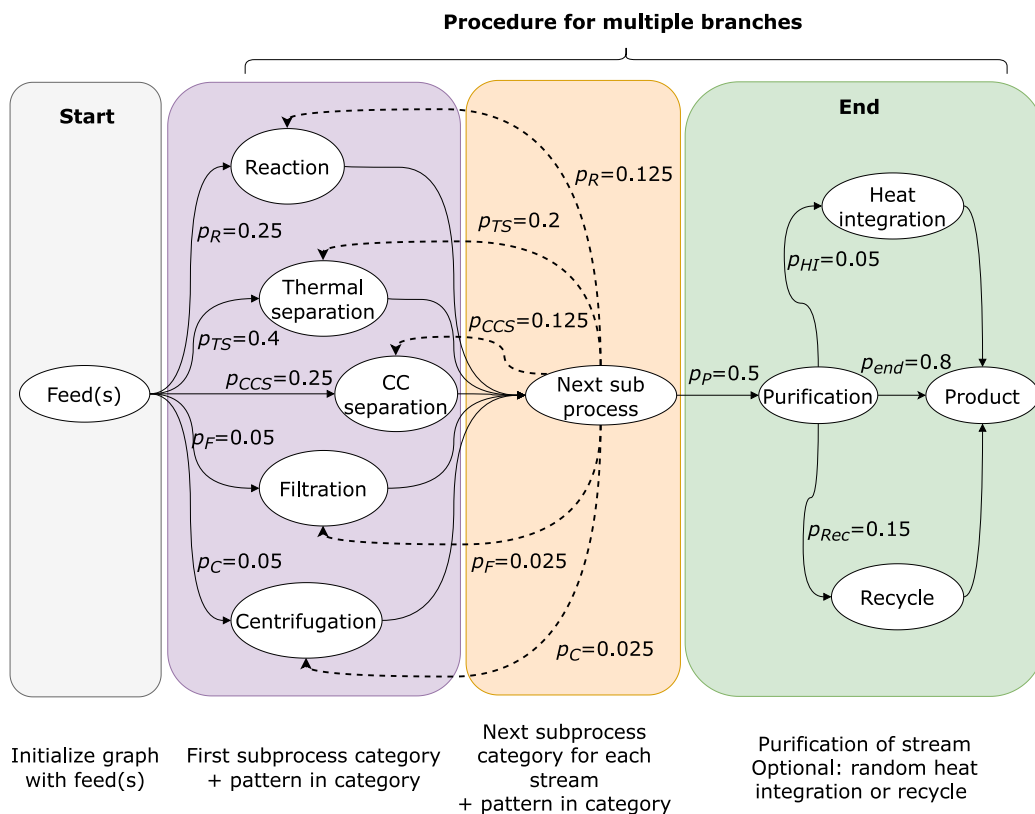 Procedure for multiple branches
Start
End
Reaction
Heat
integration
Thermal
separation
Feed(s)
CC
separation
Next sub
process
Purification
Product
Filtration
Centrifugation
Recycle
p_R=0.25
p_TS=0.4
p_CCS=0.25
p_F=0.05
p_C=0.05
p_R=0.125
p_TS=0.2
p_CCS=0.125
p_F=0.025
p_C=0.025
p_P=0.5
p_HI=0.05
p_end=0.8
p_Rec=0.15
Initialize graph
with feed(s)
First subprocess category
+ pattern in category
Next subprocess
category for each
stream
+ pattern in category
Purification of stream
Optional: random heat
integration or recycle